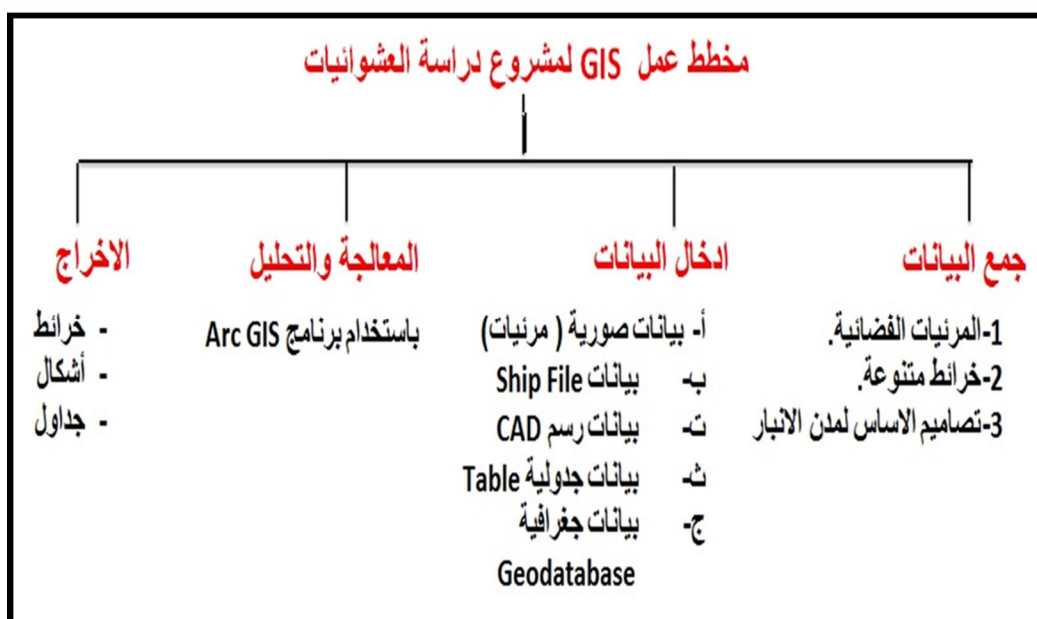 مخطط عمل GIS لمشروع دراسة العشوائيات
جمع البيانات
1-المرئيات الفضائية.
2-خرائط متنوعة.
3-تصاميم الاساس لمدن الانبار
ادخال البيانات
أ- بيانات صورية ( مرئيات)
ب- بيانات Ship File
ت- بيانات رسم CAD
ث- بيانات جدولية Table
ج- بيانات جغرافية
Geodatabase
المعالجة والتحليل
باستخدام برنامج Arc GIS
الاخراج
- خرائط
- أشكال
- جداول